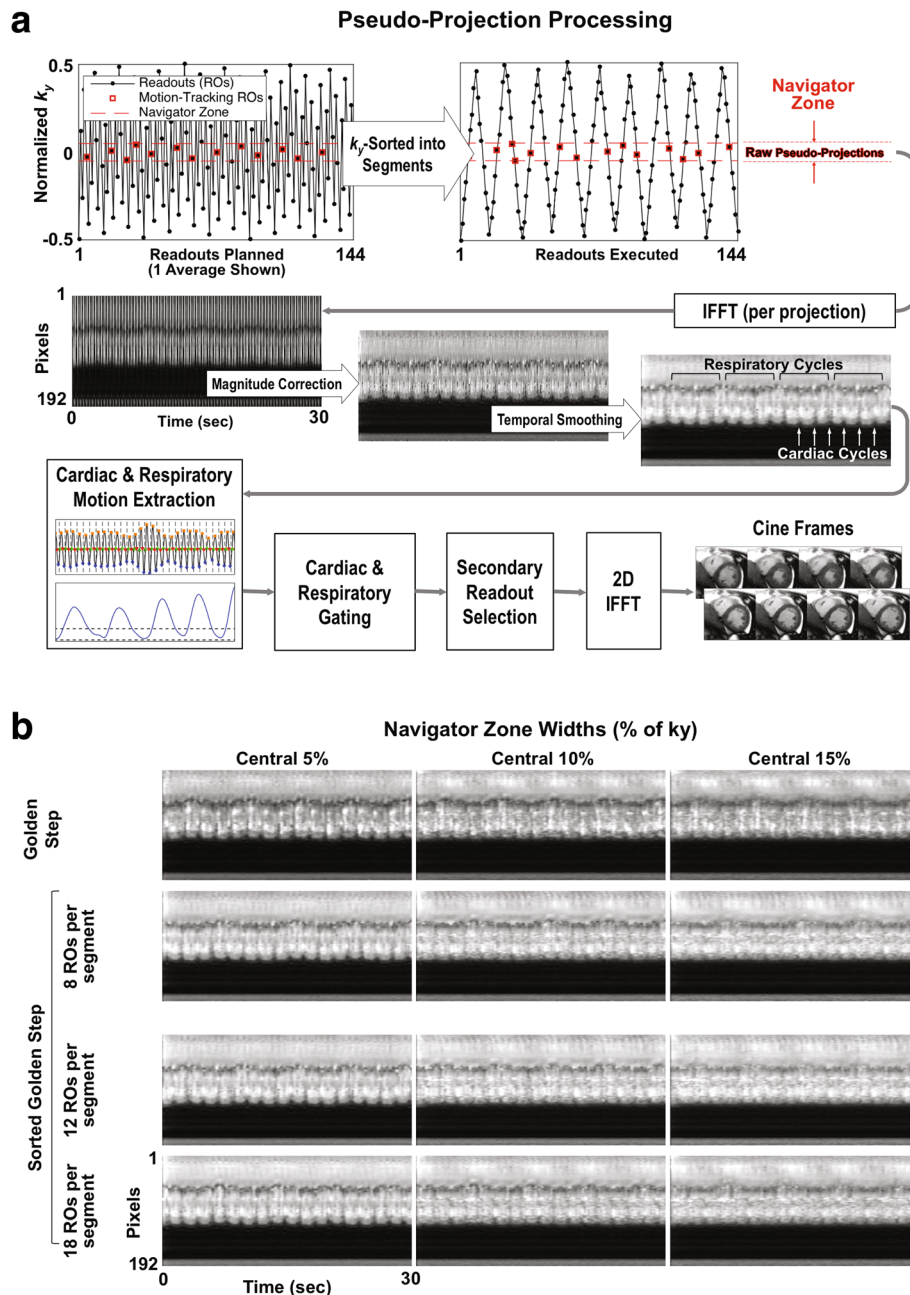 a
Pseudo-Projection Processing
Normalized ky
0.5
0
-0.5
Readouts (ROs)
Motion-Tracking ROs
Navigator Zone
1
144
Readouts Planned
(1 Average Shown)
ky-Sorted into
Segments
1
144
Readouts Executed
Navigator
Zone
Raw Pseudo-Projections
IFFT (per projection)
Pixels
1
192
0
30
Time (sec)
Magnitude Correction
Temporal Smoothing
Respiratory Cycles
Cardiac Cycles
Cardiac & Respiratory
Motion Extraction
Cardiac &
Respiratory
Gating
Secondary
Readout
Selection
2D
IFFT
Cine Frames
b
Navigator Zone Widths (% of ky)
Central 5%
Central 10%
Central 15%
Golden
Step
Sorted Golden Step
8 ROs per
segment
12 ROs per
segment
18 ROs per
segment
1
Pixels
192
0
30
Time (sec)